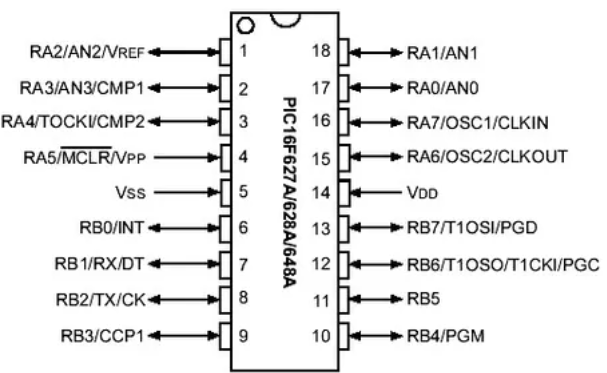 RA2/AN2/VREF 1
RA3/AN3/CMP1 2
RA4/TOCKI/CMP2 3
RA5/MCLR/VPP 4
VSS 5
RB0/INT 6
RB1/RX/DT 7
RB2/TX/CK 8
RB3/CCP1 9
PIC16F627A/628A/648A
18 RA1/AN1
17 RA0/AN0
16 RA7/OSC1/CLKIN
15 RA6/OSC2/CLKOUT
14 VDD
13 RB7/T1OSI/PGD
12 RB6/T1OSO/T1CKI/PGC
11 RB5
10 RB4/PGM